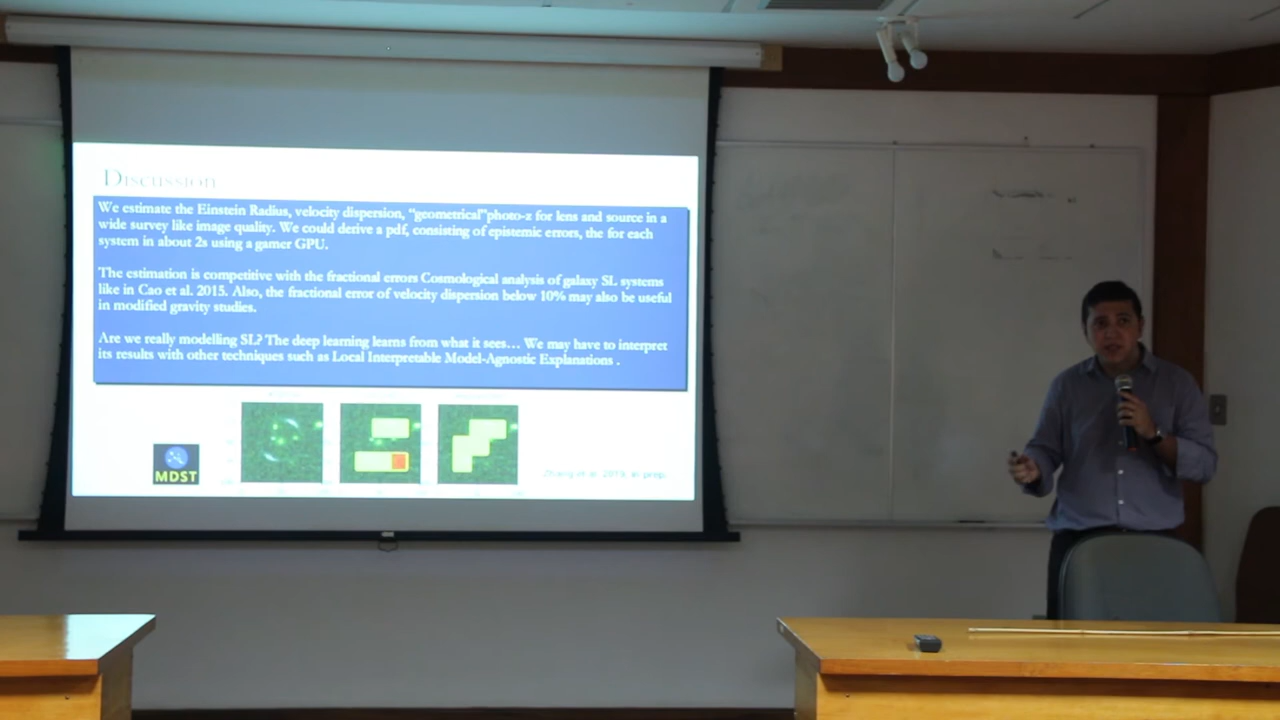 Discussion
We estimate the Einstein Radius, velocity dispersion, "geometrical"photo-z for lens and source in a
wide survey like image quality. We could derive a pdf, consisting of epistemic errors, the for each
system in about 2s using a gamer GPU.
The estimation is competitive with the fractional errors Cosmological analysis of galaxy SL systems
like in Cao et al. 2015. Also, the fractional error of velocity dispersion below 10% may also be useful
in modified gravity studies.
Are we really modelling SL? The deep learning learns from what it sees... We may have to interpret
its results with other techniques such as Local Interpretable Model-Agnostic Explanations .
MDST
in prep